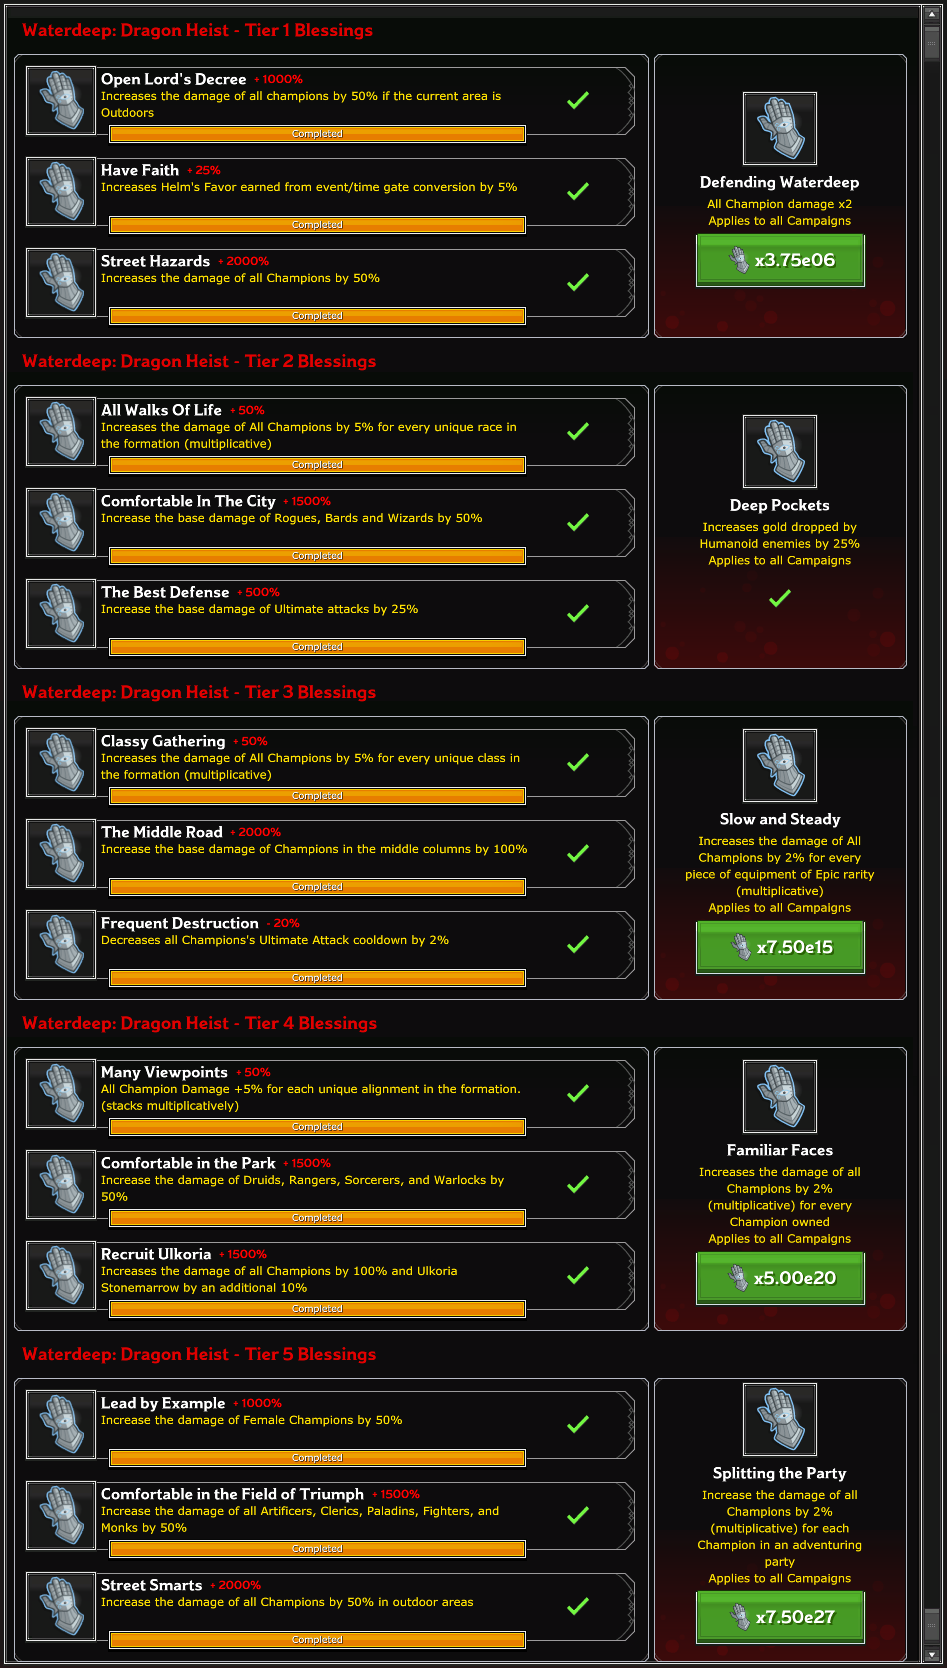 Waterdeep: Dragon Heist - Tier 1 Blessings
Open Lord's Decree + 1000%
Increases the damage of all champions by 50% if the current area is
Outdoors
Completed
Have Faith + 25%
Increases Helm's Favor earned from event/time gate conversion by 5%
Completed
Street Hazards + 2000%
Increases the damage of all Champions by 50%
Completed
Defending Waterdeep
All Champion damage x2
Applies to all Campaigns
x3.75e06
Waterdeep: Dragon Heist - Tier 2 Blessings
All Walks Of Life + 50%
Increases the damage of All Champions by 5% for every unique race in
the formation (multiplicative)
Completed
Comfortable In The City + 1500%
Increase the base damage of Rogues, Bards and Wizards by 50%
Completed
The Best Defense + 500%
Increase the base damage of Ultimate attacks by 25%
Completed
Deep Pockets
Increases gold dropped by
Humanoid enemies by 25%
Applies to all Campaigns
Waterdeep: Dragon Heist - Tier 3 Blessings
Classy Gathering + 50%
Increases the damage of All Champions by 5% for every unique class in
the formation (multiplicative)
Completed
The Middle Road + 2000%
Increase the base damage of Champions in the middle columns by 100%
Completed
Frequent Destruction - 20%
Decreases all Champions's Ultimate Attack cooldown by 2%
Completed
Slow and Steady
Increases the damage of All
Champions by 2% for every
piece of equipment of Epic rarity
(multiplicative)
Applies to all Campaigns
x7.50e15
Waterdeep: Dragon Heist - Tier 4 Blessings
Many Viewpoints + 50%
All Champion Damage +5% for each unique alignment in the formation.
(stacks multiplicatively)
Completed
Comfortable in the Park + 1500%
Increase the damage of Druids, Rangers, Sorcerers, and Warlocks by
50%
Completed
Recruit Ulkoria + 1500%
Increases the damage of all Champions by 100% and Ulkoria
Stonemarrow by an additional 10%
Completed
Familiar Faces
Increases the damage of all
Champions by 2%
(multiplicative) for every
Champion owned
Applies to all Campaigns
x5.00e20
Waterdeep: Dragon Heist - Tier 5 Blessings
Lead by Example + 1000%
Increase the damage of Female Champions by 50%
Completed
Comfortable in the Field of Triumph + 1500%
Increase the damage of all Artificers, Clerics, Paladins, Fighters, and
Monks by 50%
Completed
Street Smarts + 2000%
Increase the damage of all Champions by 50% in outdoor areas
Completed
Splitting the Party
Increase the damage of all
Champions by 2%
(multiplicative) for each
Champion in an adventuring
party
Applies to all Campaigns
x7.50e27